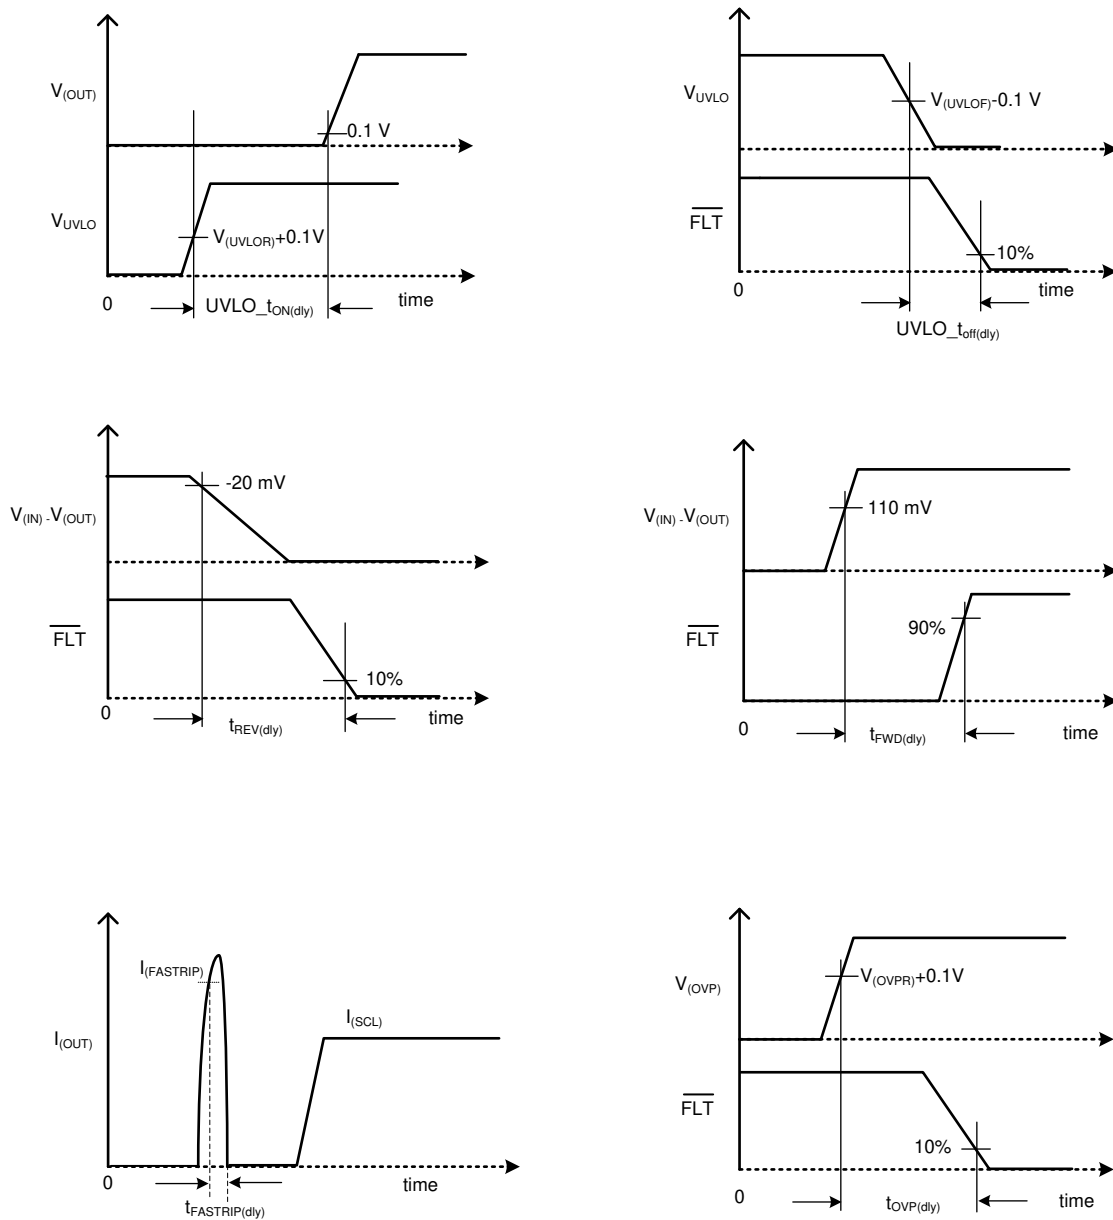 V(OUT)
0.1 V
VUVLO
V(UVLOR)+0.1V
0
UVLO_tON(dly)
time
VUVLO
V(UVLOF)-0.1 V
FLT
10%
0
time
UVLO_toff(dly)
-20 mV
V(IN) - V(OUT)
FLT
10%
0
tREV(dly)
time
110 mV
V(IN) - V(OUT)
90%
FLT
0
tFWD(dly)
time
I(FASTRIP)
I(SCL)
I(OUT)
0
time
tFASTRIP(dly)
V(OVP)
V(OVPR)+0.1V
FLT
10%
0
tOVP(dly)
time